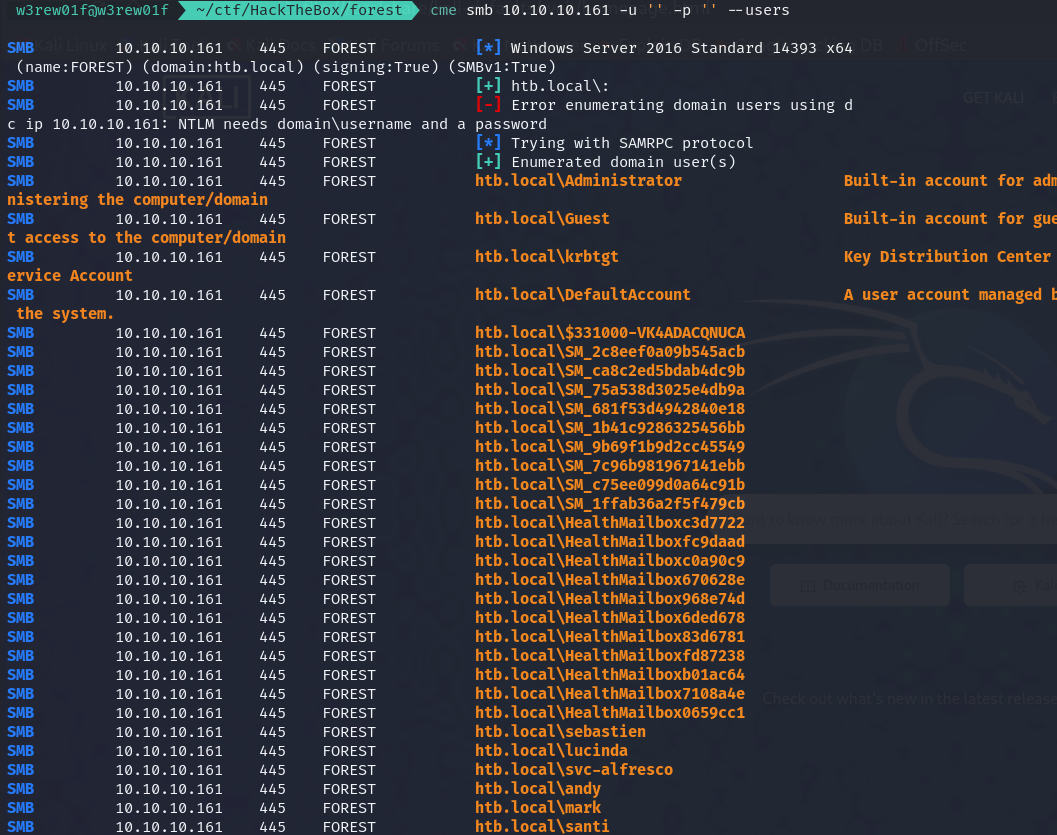 w3rew01f@w3rew01f ~/ctf/HackTheBox/forest cme smb 10.10.10.161 -u '' -p '' --users
SMB 10.10.10.161 445 FOREST [*] Windows Server 2016 Standard 14393 x64
(name:FOREST) (domain:htb.local) (signing:True) (SMBv1:True)
SMB 10.10.10.161 445 FOREST [+] htb.local\:
SMB 10.10.10.161 445 FOREST [-] Error enumerating domain users using d
c ip 10.10.10.161: NTLM needs domain\username and a password
SMB 10.10.10.161 445 FOREST [*] Trying with SAMRPC protocol
SMB 10.10.10.161 445 FOREST [+] Enumerated domain user(s)
SMB 10.10.10.161 445 FOREST htb.local\Administrator Built-in account for adm
nistering the computer/domain
SMB 10.10.10.161 445 FOREST htb.local\Guest Built-in account for gue
t access to the computer/domain
SMB 10.10.10.161 445 FOREST htb.local\krbtgt Key Distribution Center
ervice Account
SMB 10.10.10.161 445 FOREST htb.local\DefaultAccount A user account managed b
the system.
SMB 10.10.10.161 445 FOREST htb.local\$331000-VK4ADACQNUCA
SMB 10.10.10.161 445 FOREST htb.local\SM_2c8eef0a09b545acb
SMB 10.10.10.161 445 FOREST htb.local\SM_ca8c2ed5bdab4dc9b
SMB 10.10.10.161 445 FOREST htb.local\SM_75a538d3025e4db9a
SMB 10.10.10.161 445 FOREST htb.local\SM_681f53d4942840e18
SMB 10.10.10.161 445 FOREST htb.local\SM_1b41c9286325456bb
SMB 10.10.10.161 445 FOREST htb.local\SM_9b69f1b9d2cc45549
SMB 10.10.10.161 445 FOREST htb.local\SM_7c96b981967141ebb
SMB 10.10.10.161 445 FOREST htb.local\SM_c75ee099d0a64c91b
SMB 10.10.10.161 445 FOREST htb.local\SM_1ffab36a2f5f479cb
SMB 10.10.10.161 445 FOREST htb.local\HealthMailboxc3d7722
SMB 10.10.10.161 445 FOREST htb.local\HealthMailboxfc9daad
SMB 10.10.10.161 445 FOREST htb.local\HealthMailboxc0a90c9
SMB 10.10.10.161 445 FOREST htb.local\HealthMailbox670628e
SMB 10.10.10.161 445 FOREST htb.local\HealthMailbox968e74d
SMB 10.10.10.161 445 FOREST htb.local\HealthMailbox6ded678
SMB 10.10.10.161 445 FOREST htb.local\HealthMailbox83d6781
SMB 10.10.10.161 445 FOREST htb.local\HealthMailboxfd87238
SMB 10.10.10.161 445 FOREST htb.local\HealthMailboxb01ac64
SMB 10.10.10.161 445 FOREST htb.local\HealthMailbox7108a4e
SMB 10.10.10.161 445 FOREST htb.local\HealthMailbox0659cc1
SMB 10.10.10.161 445 FOREST htb.local\sebastien
SMB 10.10.10.161 445 FOREST htb.local\lucinda
SMB 10.10.10.161 445 FOREST htb.local\svc-alfresco
SMB 10.10.10.161 445 FOREST htb.local\andy
SMB 10.10.10.161 445 FOREST htb.local\mark
SMB 10.10.10.161 445 FOREST htb.local\santi
GET KALI
Documentation
Check out what's new in the latest release